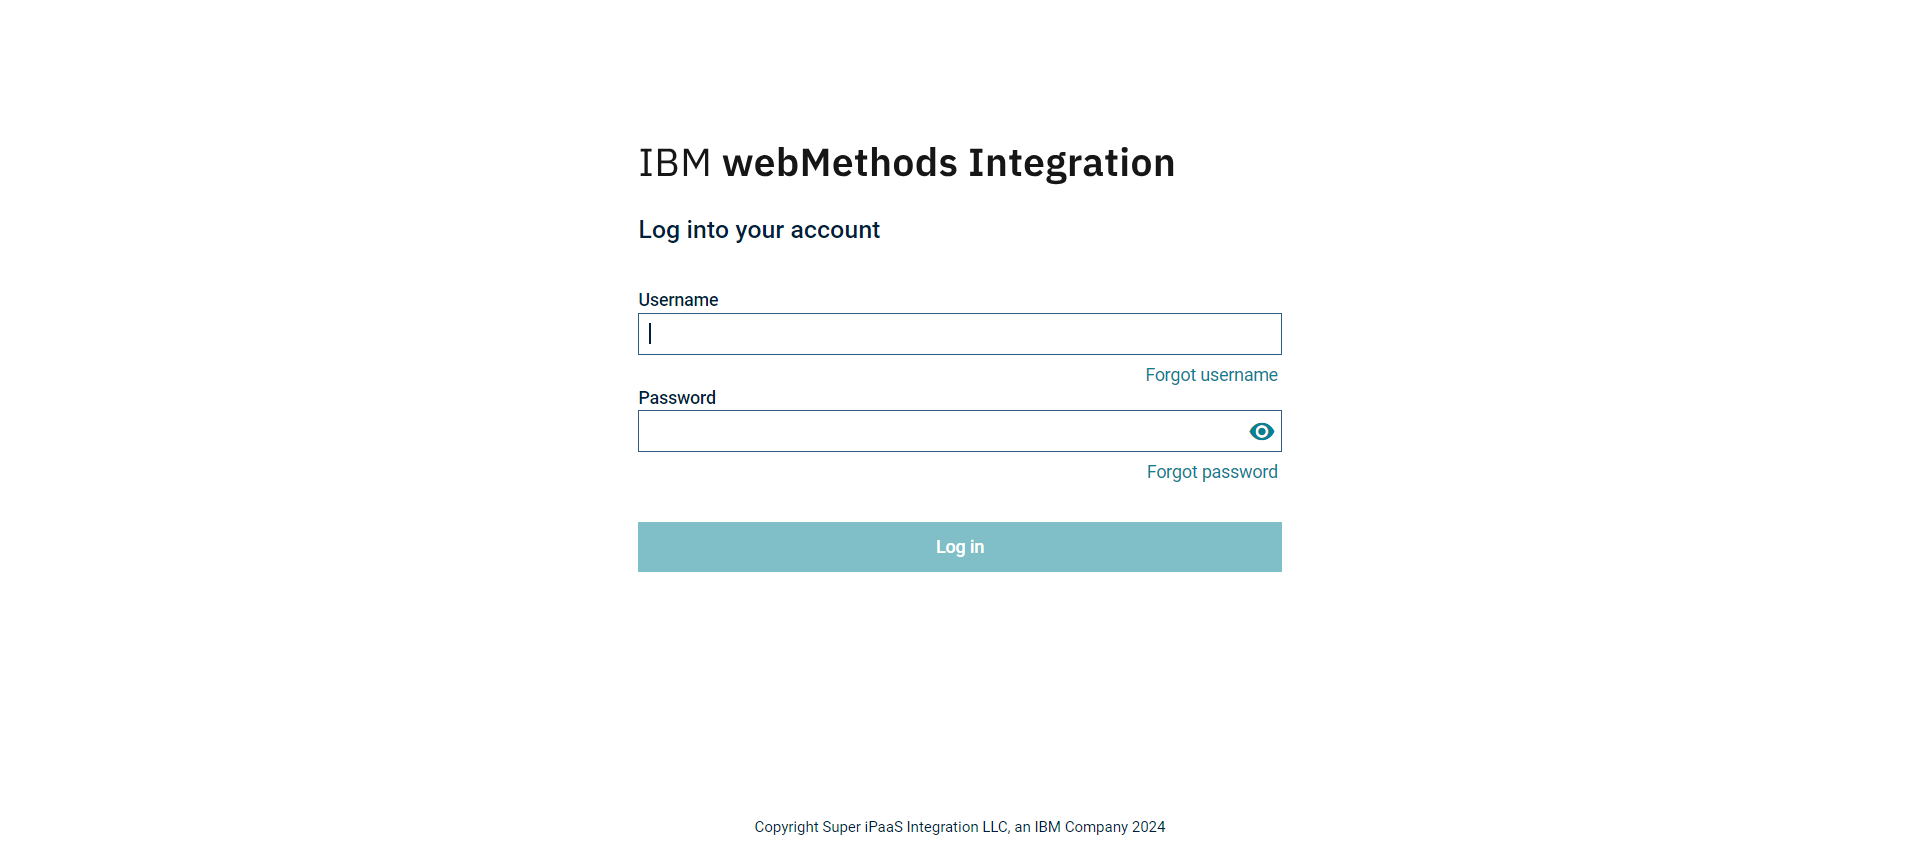 IBM webMethods Integration
Log into your account
Username
Forgot username
Password
Forgot password
Log in
Copyright Super iPaaS Integration LLC, an IBM Company 2024